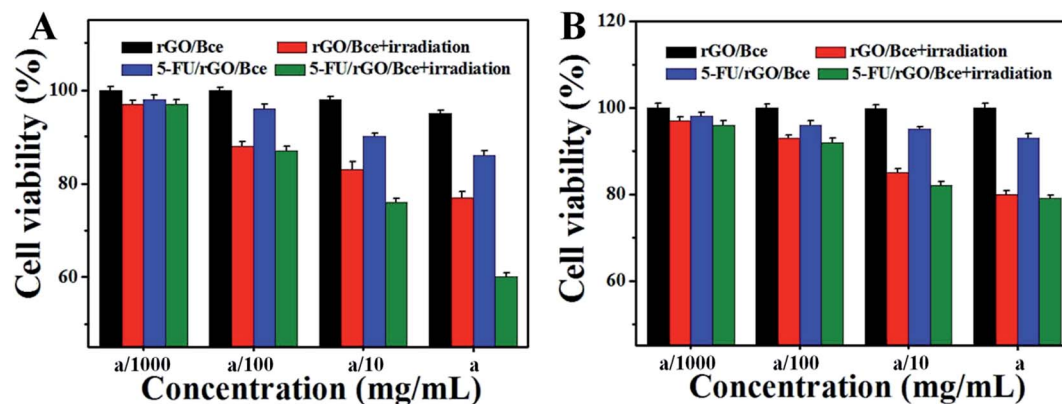 A
rGO/Bce
rGO/Bce+irradiation
5-FU/rGO/Bce
5-FU/rGO/Bce+irradiation
Cell viability (%)
100
80
60
a/1000
a/100
a/10
a
Concentration (mg/mL)
B
rGO/Bce
rGO/Bce+irradiation
5-FU/rGO/Bce
5-FU/rGO/Bce+irradiation
Cell viability (%)
120
100
80
60
a/1000
a/100
a/10
a
Concentration (mg/mL)